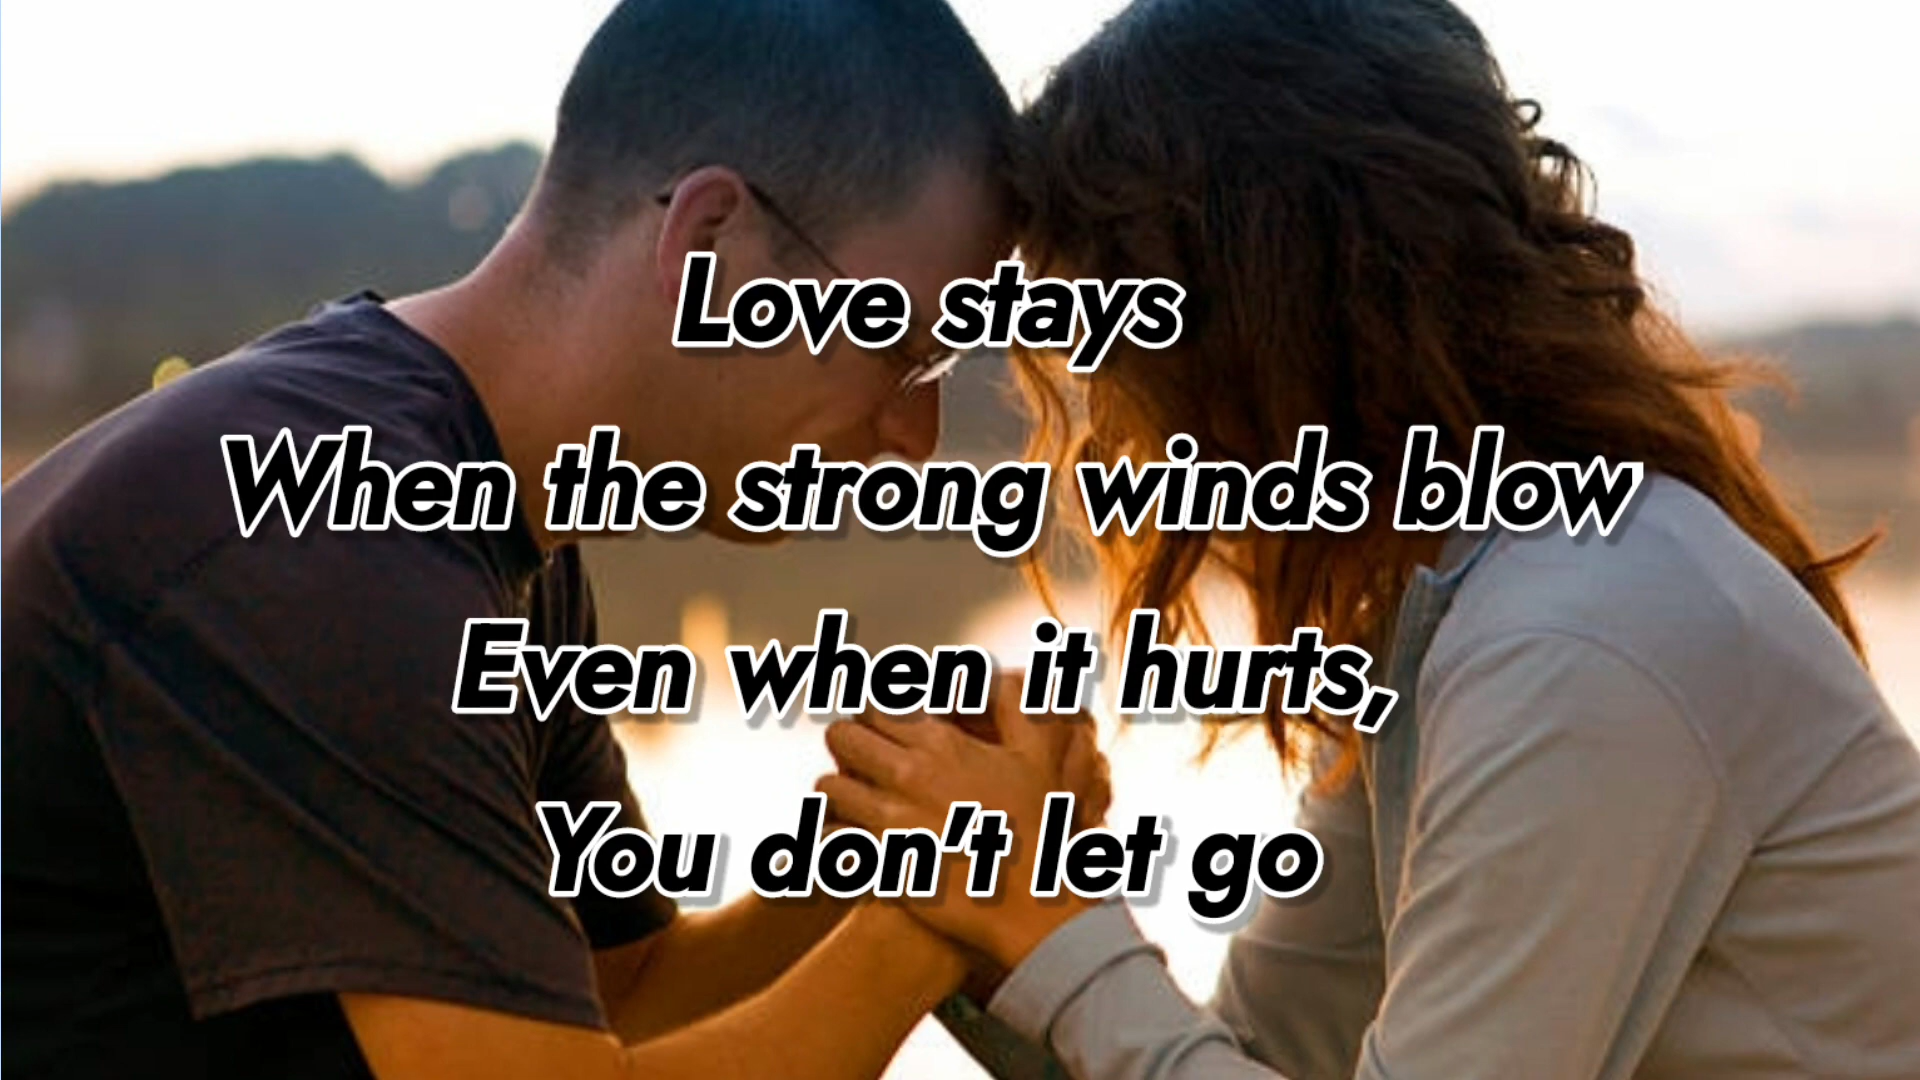 Love stays
When the strong winds blow
Even when it hurts,
You don't let go